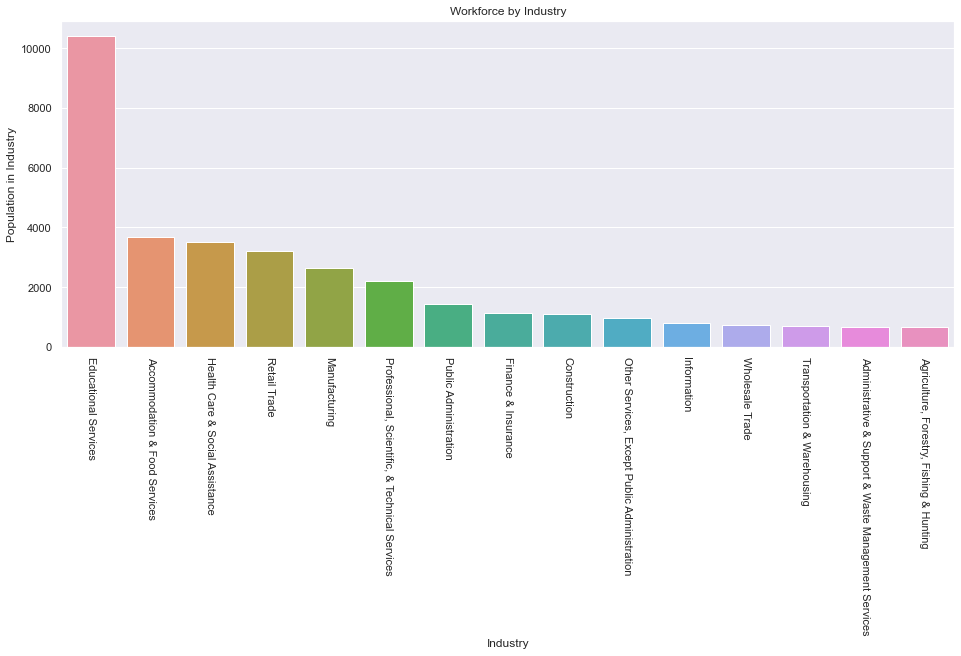 Workforce by Industry
Population in Industry
10000
8000
6000
4000
2000
0
Educational Services
Accommodation & Food Services
Health Care & Social Assistance
Retail Trade
Manufacturing
Professional, Scientific, & Technical Services
Public Administration
Finance & Insurance
Construction
Other Services, Except Public Administration
Information
Wholesale Trade
Transportation & Warehousing
Administrative & Support & Waste Management Services
Agriculture, Forestry, Fishing & Hunting
Industry